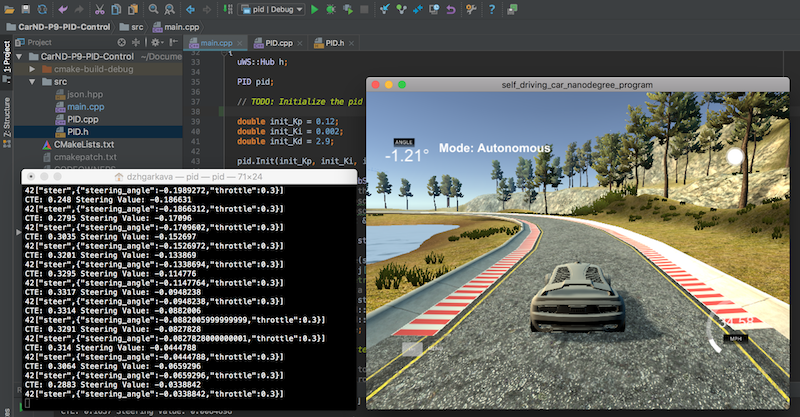 pid | Debug
CarND-P9-PID-Control src main.cpp
Project
main.cpp PID.cpp PID.h
1: Project
Z: Structure
CarND-P9-PID-Control ~/Docume
cmake-build-debug
src
json.hpp
main.cpp
PID.cpp
PID.h
CMakeLists.txt
cmakepatch.txt
32 {
33 uWS::Hub h;
PID pid;
// TODO: Initialize the pid
38
39 double init_Kp = 0.12;
40 double init_Ki = 0.002;
41 double init_Kd = 2.9;
43 pid.Init(init_Kp, init_Ki, i
dzhgarkava — pid — pid — 71×24
42["steer",{"steering_angle":-0.1989272,"throttle":0.3}]
CTE: 0.248 Steering Value: -0.186631
42["steer",{"steering_angle":-0.1866312,"throttle":0.3}]
CTE: 0.2795 Steering Value: -0.17096
42["steer",{"steering_angle":-0.1709602,"throttle":0.3}]
CTE: 0.3035 Steering Value: -0.152697
42["steer",{"steering_angle":-0.1526972,"throttle":0.3}]
CTE: 0.3201 Steering Value: -0.133869
42["steer",{"steering_angle":-0.1338694,"throttle":0.3}]
CTE: 0.3295 Steering Value: -0.114776
42["steer",{"steering_angle":-0.1147764,"throttle":0.3}]
CTE: 0.3317 Steering Value: -0.0948238
42["steer",{"steering_angle":-0.0948238,"throttle":0.3}]
CTE: 0.3314 Steering Value: -0.0882006
42["steer",{"steering_angle":-0.0882005999999999,"throttle":0.3}]
CTE: 0.3291 Steering Value: -0.0827828
42["steer",{"steering_angle":-0.0827828000000001,"throttle":0.3}]
CTE: 0.314 Steering Value: -0.0444788
42["steer",{"steering_angle":-0.0444788,"throttle":0.3}]
CTE: 0.3064 Steering Value: -0.0659296
42["steer",{"steering_angle":-0.0659296,"throttle":0.3}]
CTE: 0.2883 Steering Value: -0.0338842
42["steer",{"steering_angle":-0.0338842,"throttle":0.3}]
self_driving_car_nanodegree_program
ANGLE
-1.21°
Mode: Autonomous
MPH